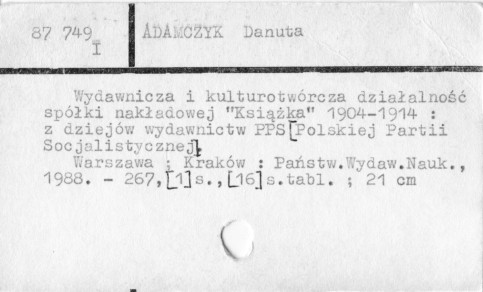 87 749 ADAMCZYK Danuta
I
Wydawnicza i kulturotwórcza działalność
spółki nakładowej "Książka" 1904-1914 :
z dziejów wydawnictw PPS[Polskiej Partii
Socjalistycznej].
Warszawa ; Kraków : Państw.Wydaw.Nauk.,
1988. - 267,[1]s.,[16]s.tabl. ; 21 cm